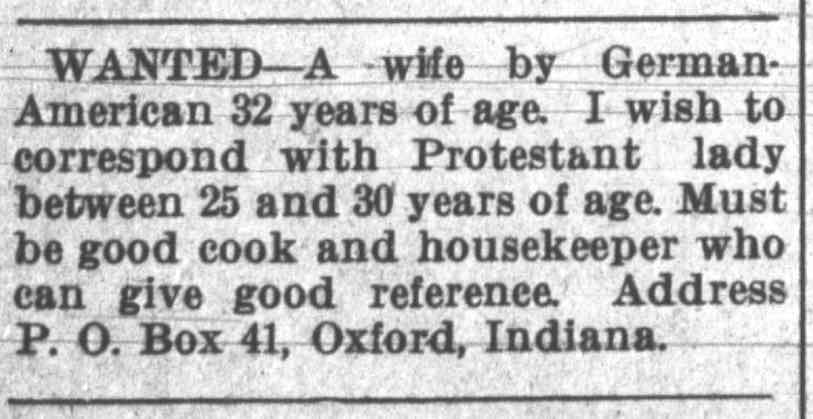 WANTED—A wife by German-
American 32 years of age. I wish to
correspond with Protestant lady
between 25 and 30 years of age. Must
be good cook and housekeeper who
can give good reference. Address
P. O. Box 41, Oxford, Indiana.